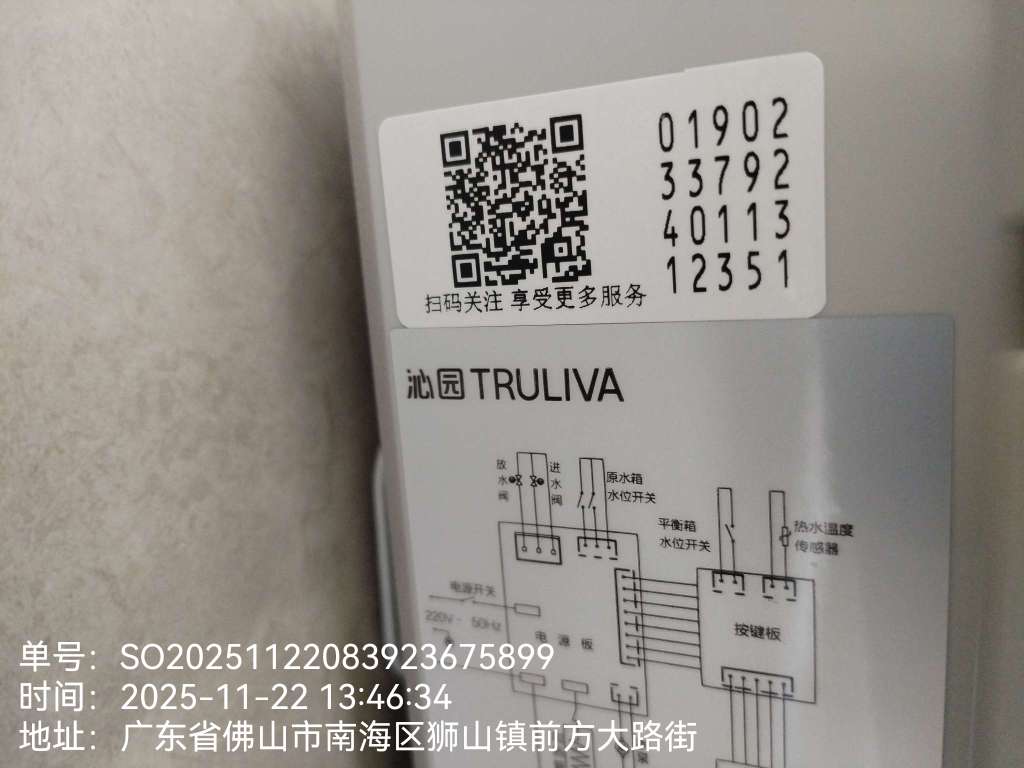 01902
33792
40113
12351
扫码关注 享受更多服务
沁园 TRULIVA
放水阀
进水阀
原水箱
水位开关
平衡箱
水位开关
热水温度
传感器
电源开关
220V~ 50Hz
电源板
按键板
单号：SO20251122083923675899
时间：2025-11-22 13:46:34
地址：广东省佛山市南海区狮山镇前方大路街